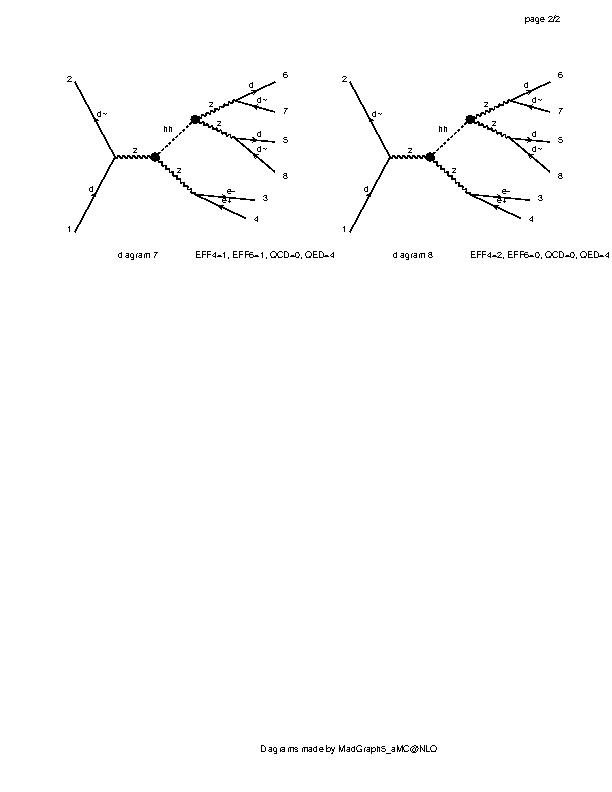 page 2/2
2 6 2 6
d d
d~ z d~ d~ z d~
7 7
hh z d hh z d
5 5
z d~ z d~
8 8
z z
d e- d e-
3 3
e+ e+
4 4
1 1
diagram 7 EFF4=1, EFF6=1, QCD=0, QED=4 diagram 8 EFF4=2, EFF6=0, QCD=0, QED=4
Diagrams made by MadGraph5_aMC@NLO